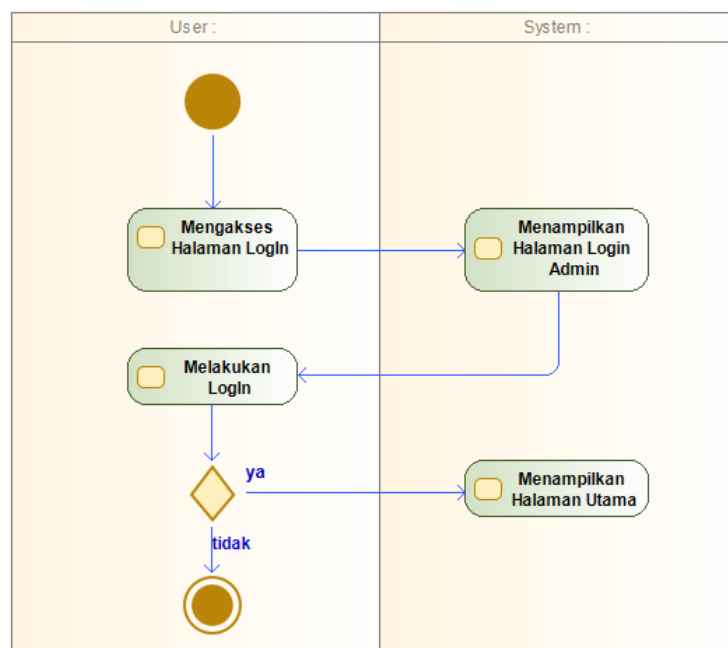 User :
System :
Mengakses
Halaman LogIn
Menampilkan
Halaman Login
Admin
Melakukan
LogIn
ya
Menampilkan
Halaman Utama
tidak